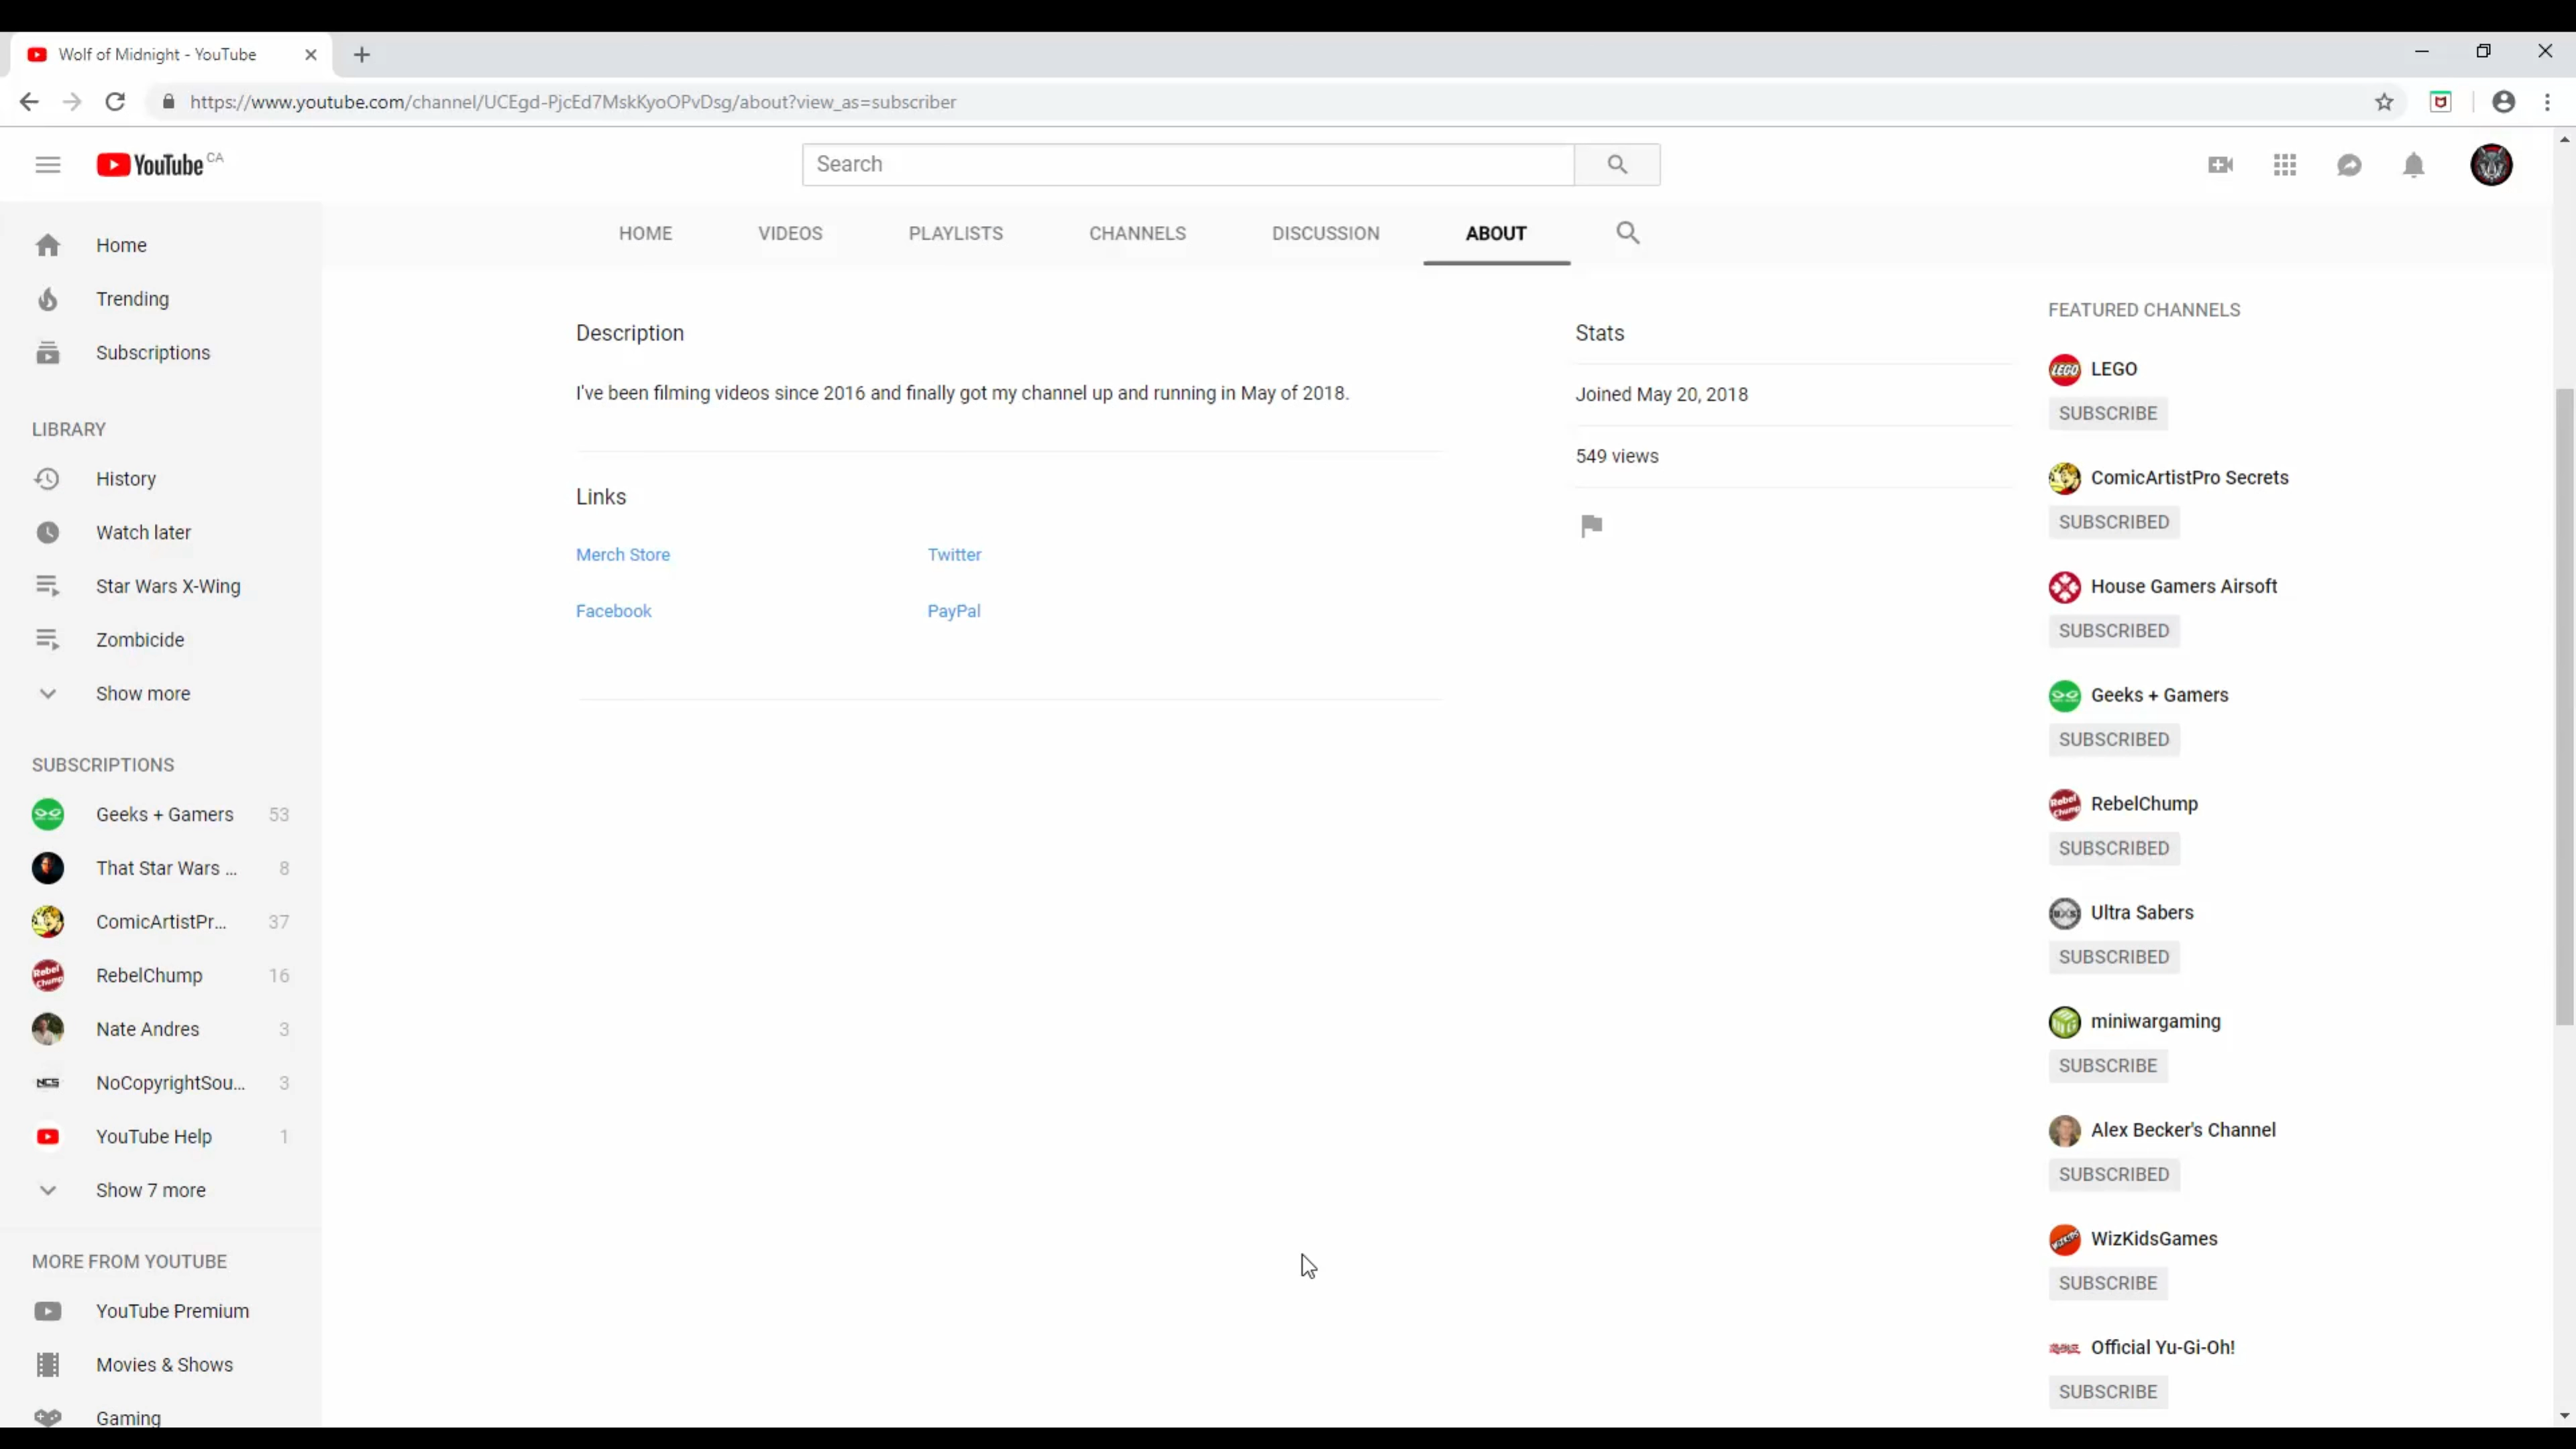 Wolf of Midnight - YouTube
https://www.youtube.com/channel/UCEgd-PjcEd7MskKyoOPvDsg/about?view_as=subscriber
YouTube CA
Search
HOME VIDEOS PLAYLISTS CHANNELS DISCUSSION ABOUT
Home
Trending
Subscriptions
LIBRARY
History
Watch later
Star Wars X-Wing
Zombicide
Show more
SUBSCRIPTIONS
Geeks + Gamers 53
That Star Wars ... 8
ComicArtistPr... 37
Rebel Chump
RebelChump 16
Nate Andres 3
NCS
NoCopyrightSou... 3
YouTube Help 1
Show 7 more
MORE FROM YOUTUBE
YouTube Premium
Movies & Shows
Gaming
Description
I've been filming videos since 2016 and finally got my channel up and running in May of 2018.
Links
Merch Store Twitter
Facebook PayPal
Stats
Joined May 20, 2018
549 views
FEATURED CHANNELS
LEGO
LEGO
SUBSCRIBE
ComicArtistPro Secrets
SUBSCRIBED
House Gamers Airsoft
SUBSCRIBED
Geeks + Gamers
SUBSCRIBED
Rebel Chump
RebelChump
SUBSCRIBED
Ultra Sabers
SUBSCRIBED
miniwargaming
SUBSCRIBE
Alex Becker's Channel
SUBSCRIBED
WizKidsGames
SUBSCRIBE
Official Yu-Gi-Oh!
SUBSCRIBE